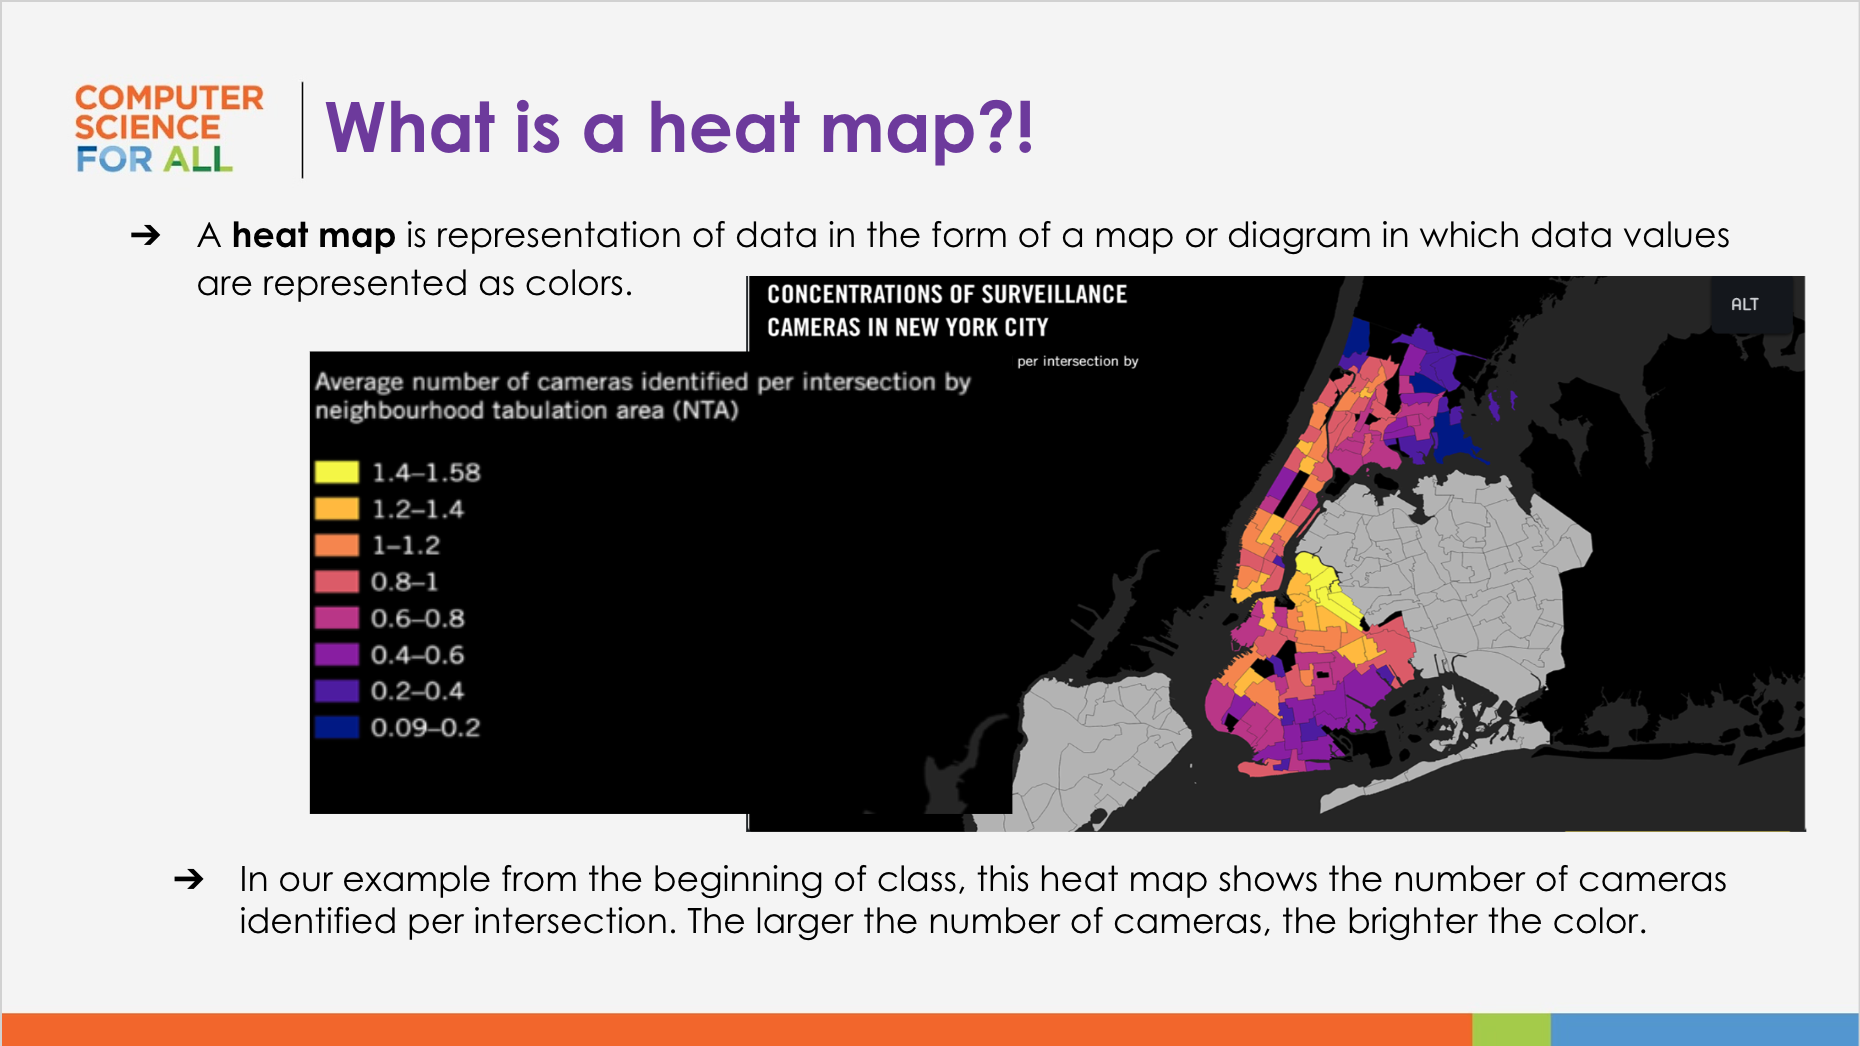 COMPUTER
SCIENCE
FOR ALL
What is a heat map?!
➔ A heat map is representation of data in the form of a map or diagram in which data values
are represented as colors.
CONCENTRATIONS OF SURVEILLANCE
CAMERAS IN NEW YORK CITY
per intersection by
ALT
Average number of cameras identified per intersection by
neighbourhood tabulation area (NTA)
1.4–1.58
1.2–1.4
1–1.2
0.8–1
0.6–0.8
0.4–0.6
0.2–0.4
0.09–0.2
➔ In our example from the beginning of class, this heat map shows the number of cameras
identified per intersection. The larger the number of cameras, the brighter the color.